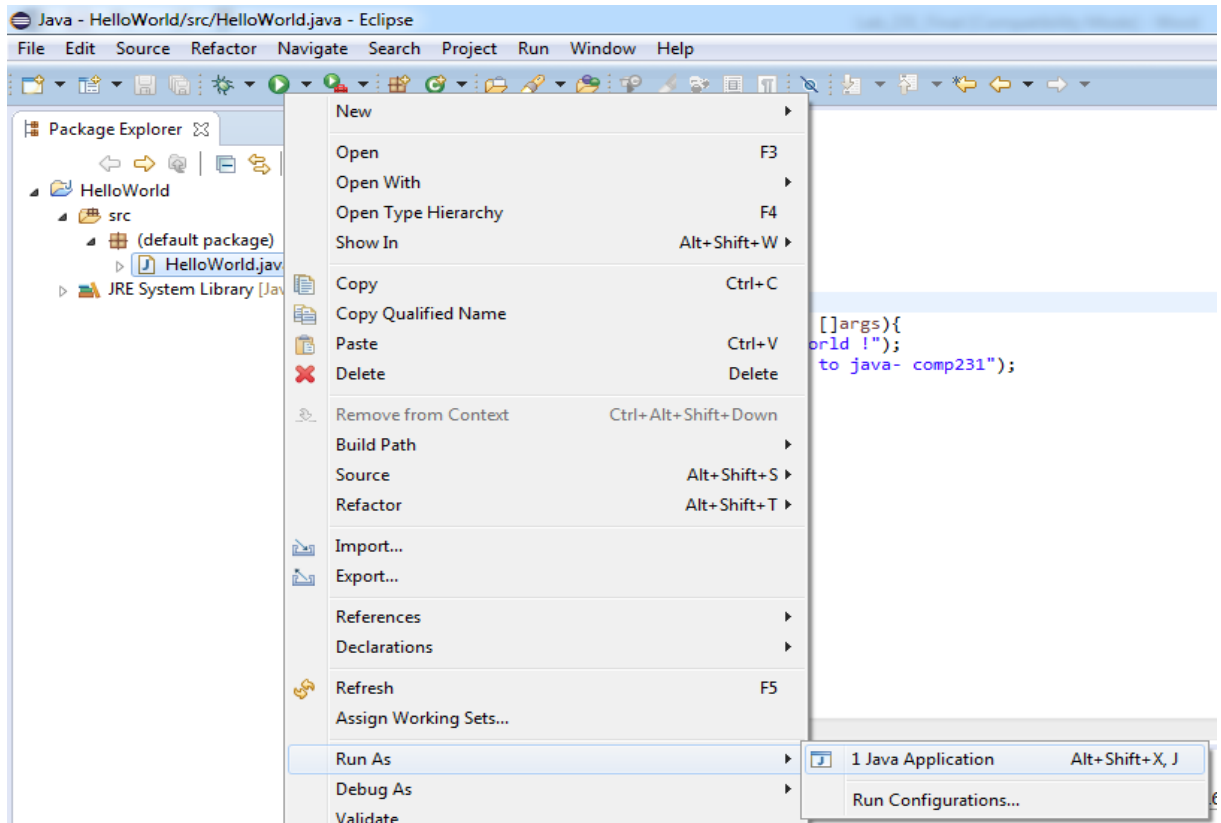 Java - HelloWorld/src/HelloWorld.java - Eclipse
File Edit Source Refactor Navigate Search Project Run Window Help
Package Explorer
HelloWorld
src
(default package)
HelloWorld.jav
JRE System Library [Jav
New
Open F3
Open With
Open Type Hierarchy F4
Show In Alt+Shift+W
Copy Ctrl+C
Copy Qualified Name
Paste Ctrl+V
Delete Delete
Remove from Context Ctrl+Alt+Shift+Down
Build Path
Source Alt+Shift+S
Refactor Alt+Shift+T
Import...
Export...
References
Declarations
Refresh F5
Assign Working Sets...
Run As
Debug As
Validate
[]args){
orld !");
to java- comp231");
1 Java Application Alt+Shift+X, J
Run Configurations...